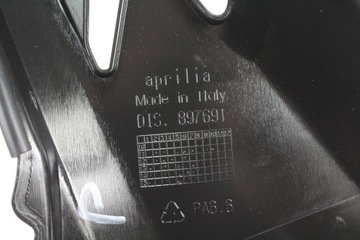 aprilia
Made in Italy
DIS. 897691
PA6.6